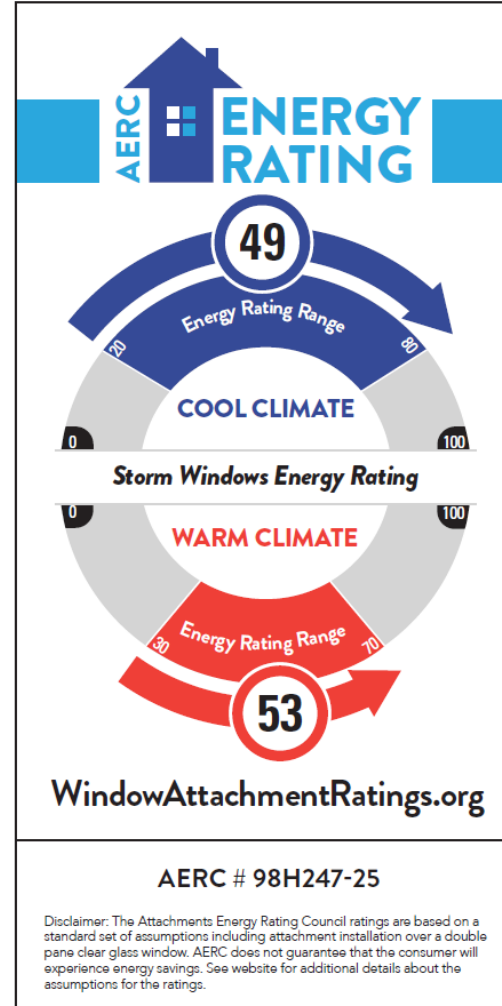 AERC
ENERGY
RATING
49
Energy Rating Range
20
80
COOL CLIMATE
0
100
Storm Windows Energy Rating
0
100
WARM CLIMATE
Energy Rating Range
30
70
53
WindowAttachmentRatings.org
AERC # 98H247-25
Disclaimer: The Attachments Energy Rating Council ratings are based on a
standard set of assumptions including attachment installation over a double
pane clear glass window. AERC does not guarantee that the consumer will
experience energy savings. See website for additional details about the
assumptions for the ratings.